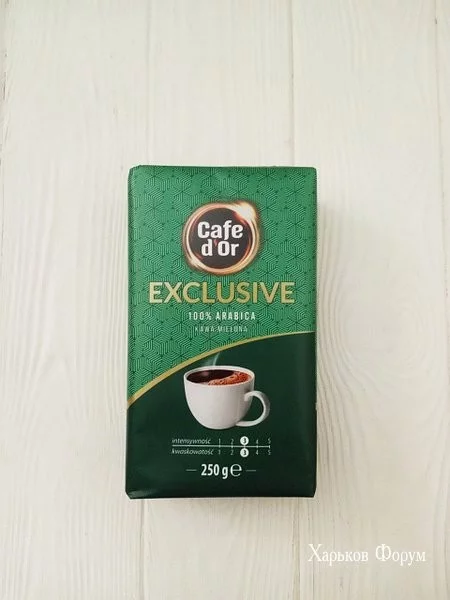 Cafe
d'Or
EXCLUSIVE
100% ARABICA
KAWA MIELONA
intensywność 1 2 3 4 5
kwaskowatość 1 2 3 4 5
250 g ℮
Харьков Форум